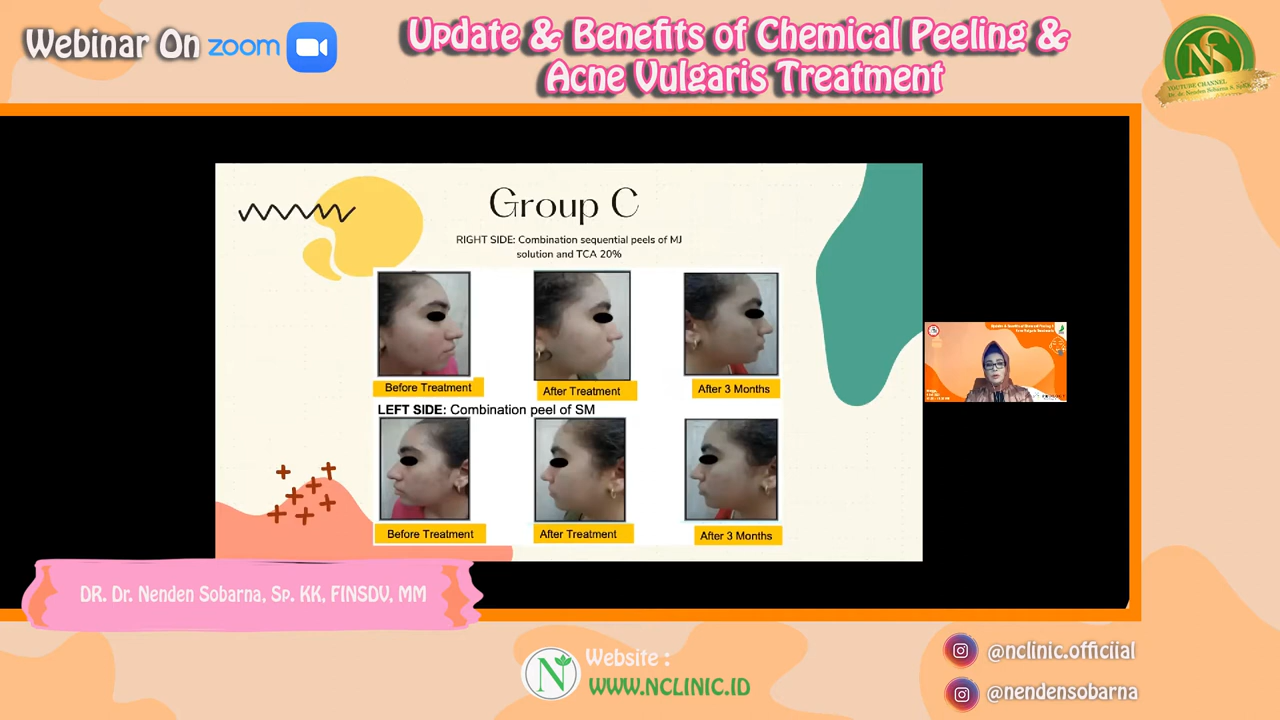 Webinar On zoom
Update & Benefits of Chemical Peeling &
Acne Vulgaris Treatment
NS
YOUTUBE CHANNEL
Group C
RIGHT SIDE: Combination sequential peels of MJ
solution and TCA 20%
Before Treatment
After Treatment
After 3 Months
LEFT SIDE: Combination peel of SM
Before Treatment
After Treatment
After 3 Months
DR. Dr. Nenden Sobarna, Sp. KK, FINSDV, MM
N
Website :
WWW.NCLINIC.ID
@nclinic.officiial
@nendensobarna